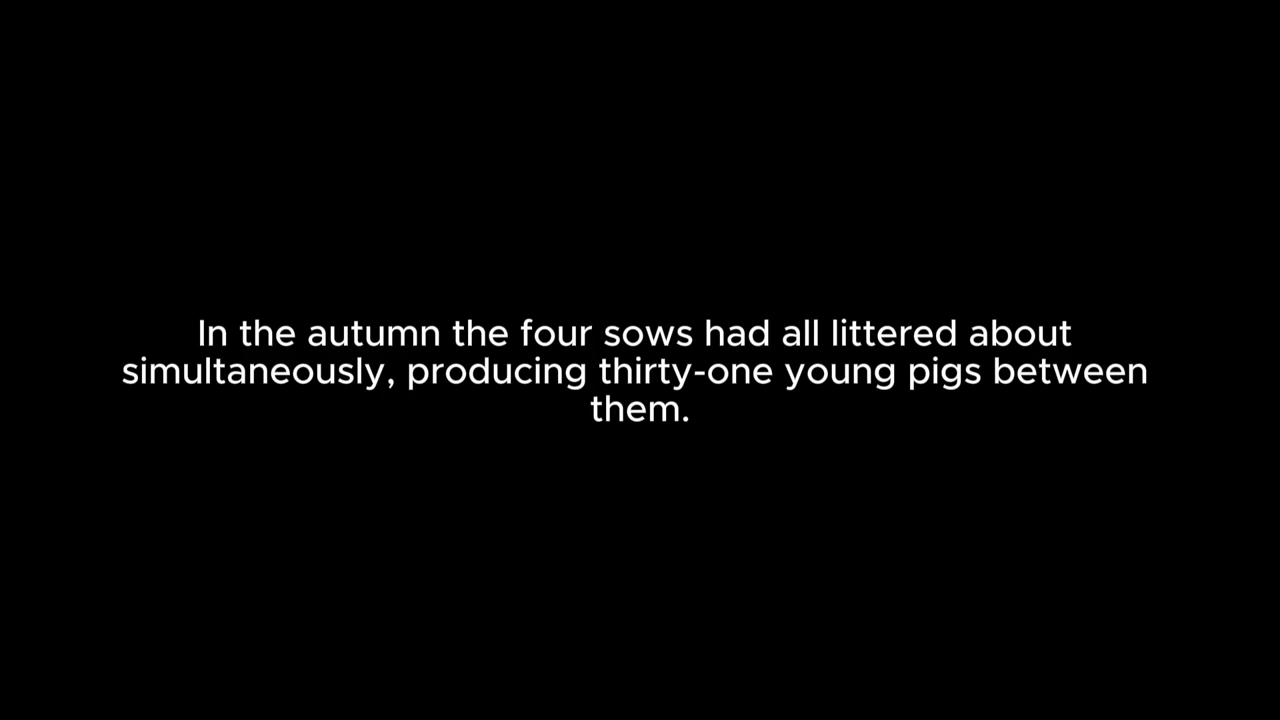 In the autumn the four sows had all littered about
simultaneously, producing thirty-one young pigs between
them.